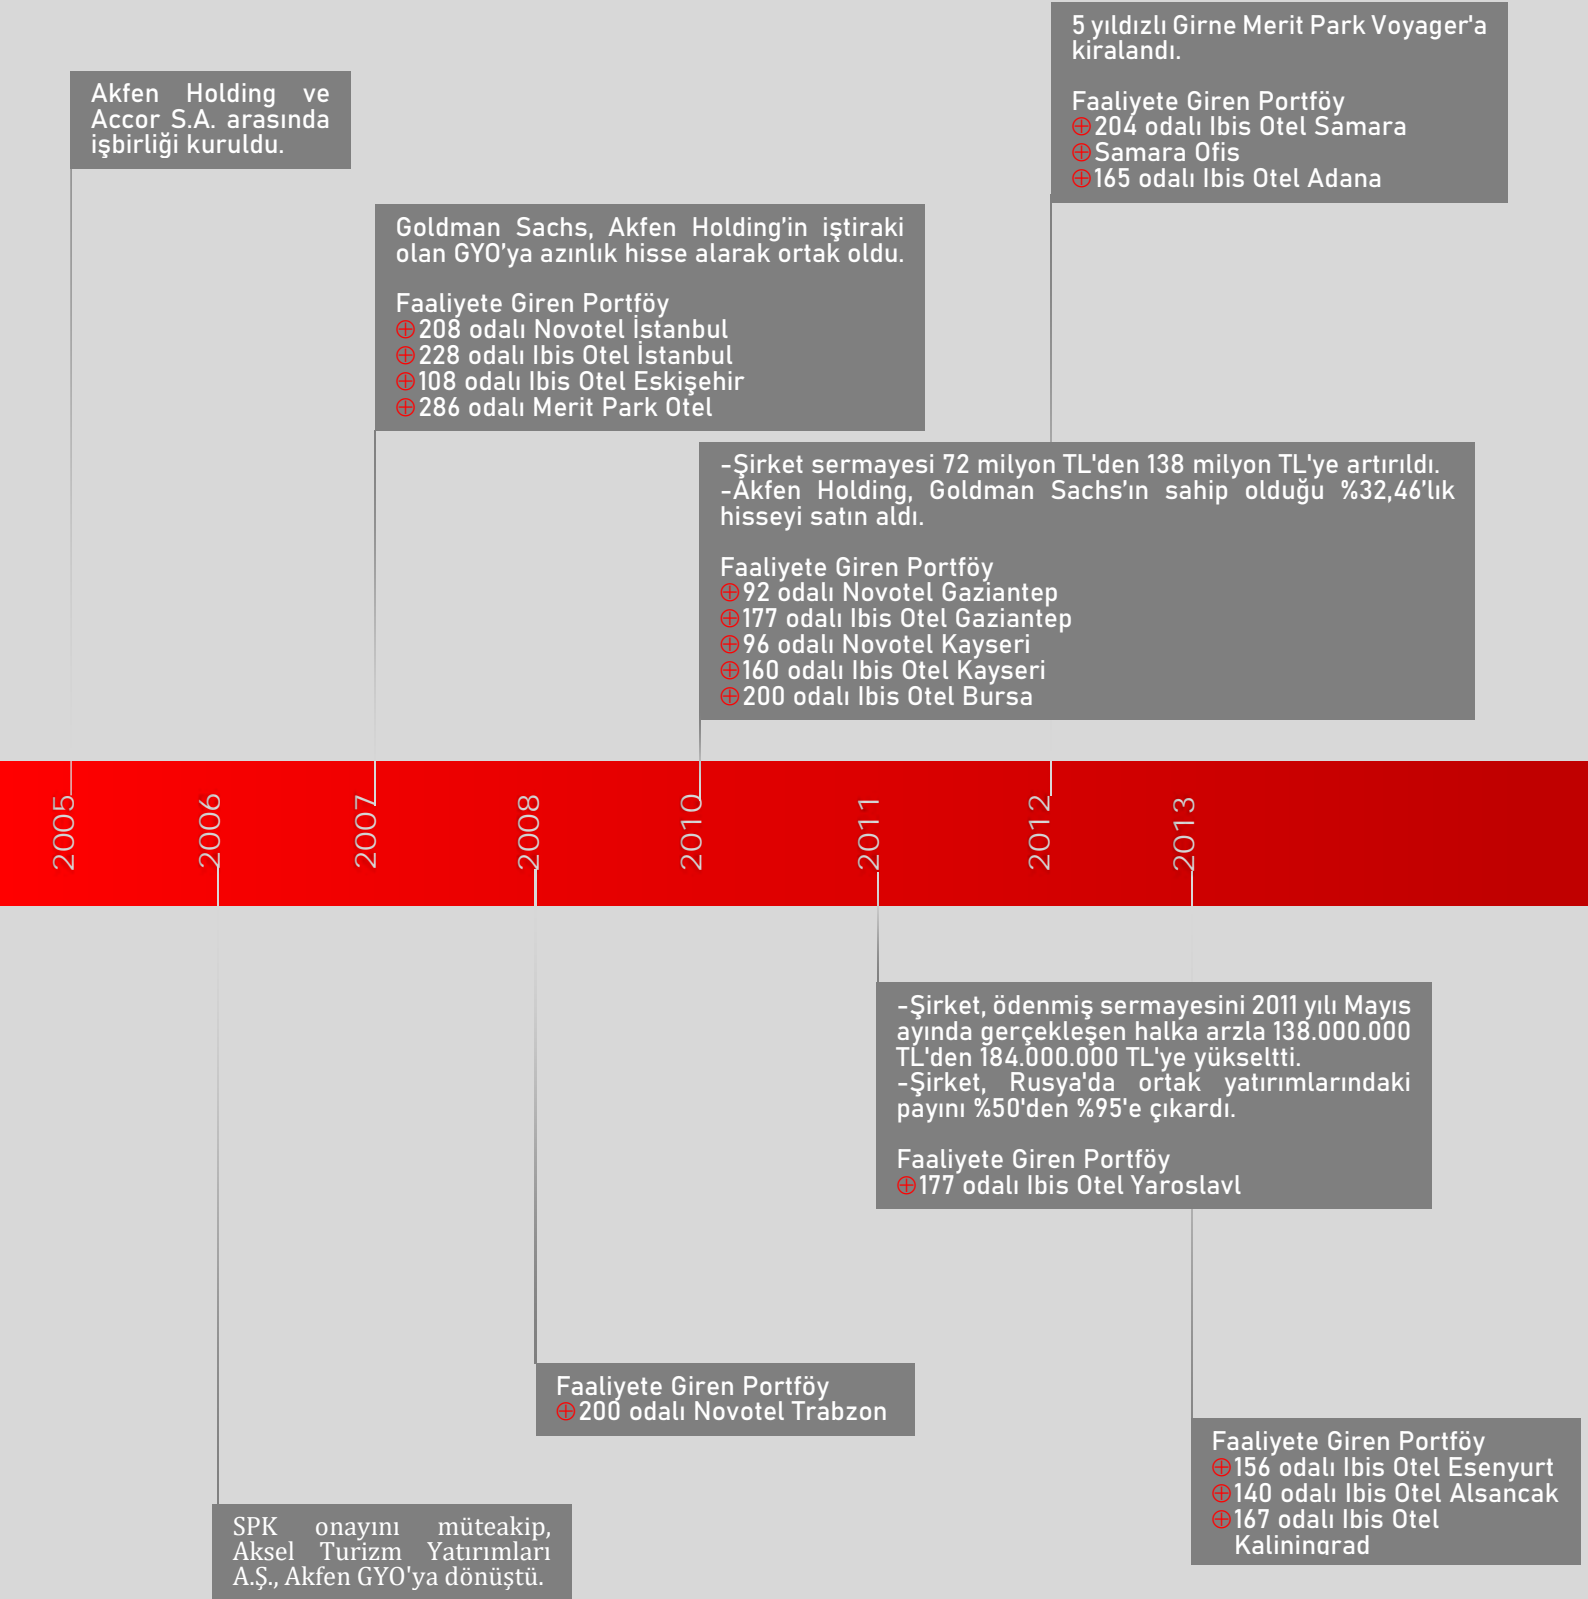 5 yıldızlı Girne Merit Park Voyager'a
kiralandı.
Faaliyete Giren Portföy
⊕204 odalı Ibis Otel Samara
⊕Samara Ofis
⊕165 odalı Ibis Otel Adana
Akfen Holding ve
Accor S.A. arasında
işbirliği kuruldu.
Goldman Sachs, Akfen Holding’in iştiraki
olan GYO’ya azınlık hisse alarak ortak oldu.
Faaliyete Giren Portföy
⊕208 odalı Novotel İstanbul
⊕228 odalı Ibis Otel İstanbul
⊕108 odalı Ibis Otel Eskişehir
⊕286 odalı Merit Park Otel
-Şirket sermayesi 72 milyon TL'den 138 milyon TL'ye artırıldı.
-Akfen Holding, Goldman Sachs’ın sahip olduğu %32,46’lık
hisseyi satın aldı.
Faaliyete Giren Portföy
⊕92 odalı Novotel Gaziantep
⊕177 odalı Ibis Otel Gaziantep
⊕96 odalı Novotel Kayseri
⊕160 odalı Ibis Otel Kayseri
⊕200 odalı Ibis Otel Bursa
2005
2006
2007
2008
2010
2011
2012
2013
-Şirket, ödenmiş sermayesini 2011 yılı Mayıs
ayında gerçekleşen halka arzla 138.000.000
TL'den 184.000.000 TL'ye yükseltti.
-Şirket, Rusya'da ortak yatırımlarındaki
payını %50'den %95'e çıkardı.
Faaliyete Giren Portföy
⊕177 odalı Ibis Otel Yaroslavl
Faaliyete Giren Portföy
⊕200 odalı Novotel Trabzon
Faaliyete Giren Portföy
⊕156 odalı Ibis Otel Esenyurt
⊕140 odalı Ibis Otel Alsancak
⊕167 odalı Ibis Otel
Kaliningrad
SPK onayını müteakip,
Aksel Turizm Yatırımları
A.Ş., Akfen GYO'ya dönüştü.